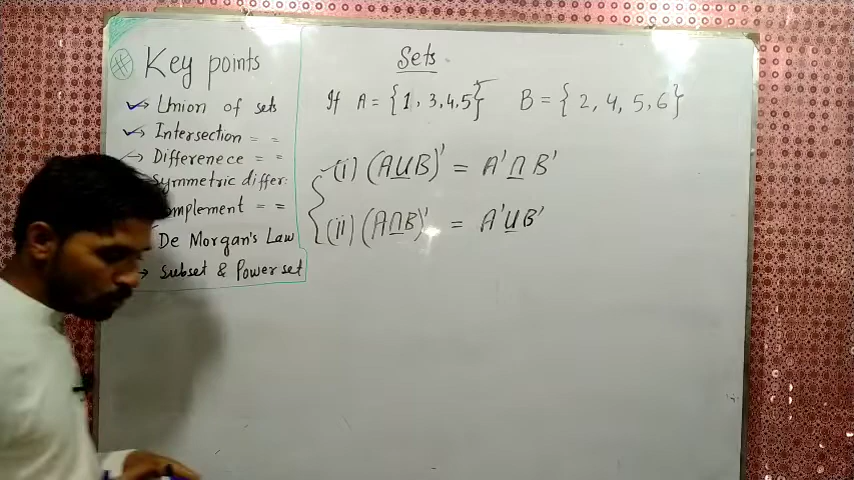 Key points
Union of sets
Intersection = =
Differenece = =
Symmetric differ:
omplement = =
De Morgan's Law
Subset & Power set
Sets
If A = {1, 3,4,5} B = { 2, 4, 5, 6 }
(i) (A∪B)' = A'∩B'
(ii) (A∩B)' = A'∪B'